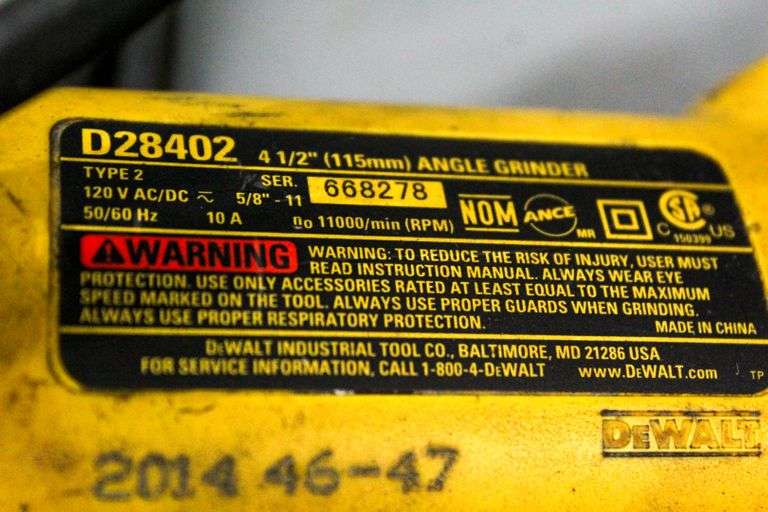 D28402 4 1/2" (115mm) ANGLE GRINDER
TYPE 2 SER. 668278
120 V AC/DC ⎓ 5/8" - 11
50/60 Hz 10 A no 11000/min (RPM)
NOM ANCE MR C SA US
150399
⚠WARNING WARNING: TO REDUCE THE RISK OF INJURY, USER MUST
READ INSTRUCTION MANUAL. ALWAYS WEAR EYE
PROTECTION. USE ONLY ACCESSORIES RATED AT LEAST EQUAL TO THE MAXIMUM
SPEED MARKED ON THE TOOL. ALWAYS USE PROPER GUARDS WHEN GRINDING.
ALWAYS USE PROPER RESPIRATORY PROTECTION.
MADE IN CHINA
DEWALT INDUSTRIAL TOOL CO., BALTIMORE, MD 21286 USA
FOR SERVICE INFORMATION, CALL 1-800-4-DEWALT www.DEWALT.com TP
DEWALT
2014 46-47